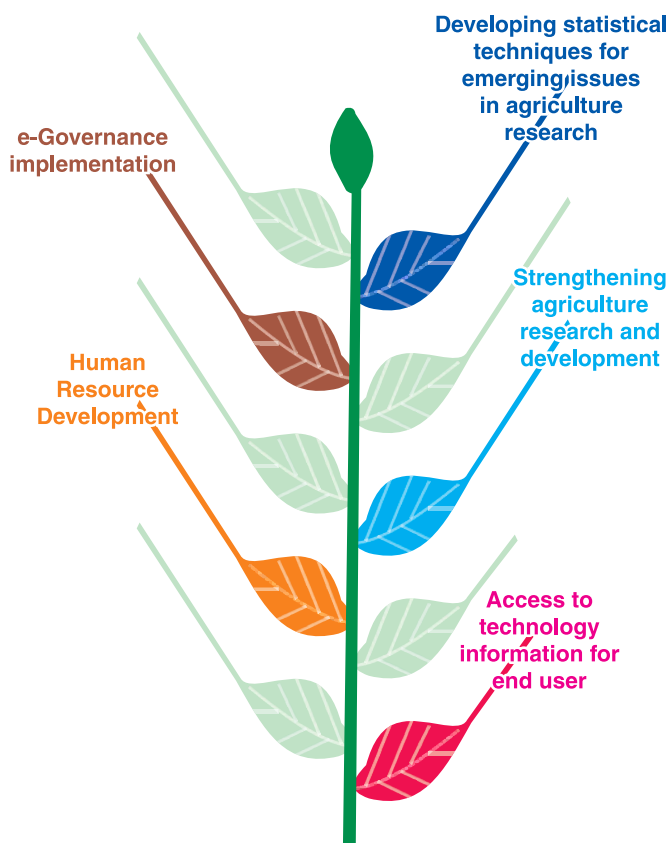 Developing statistical
techniques for
emerging issues
in agriculture
research
e-Governance
implementation
Strengthening
agriculture
research and
development
Human
Resource
Development
Access to
technology
information for
end user